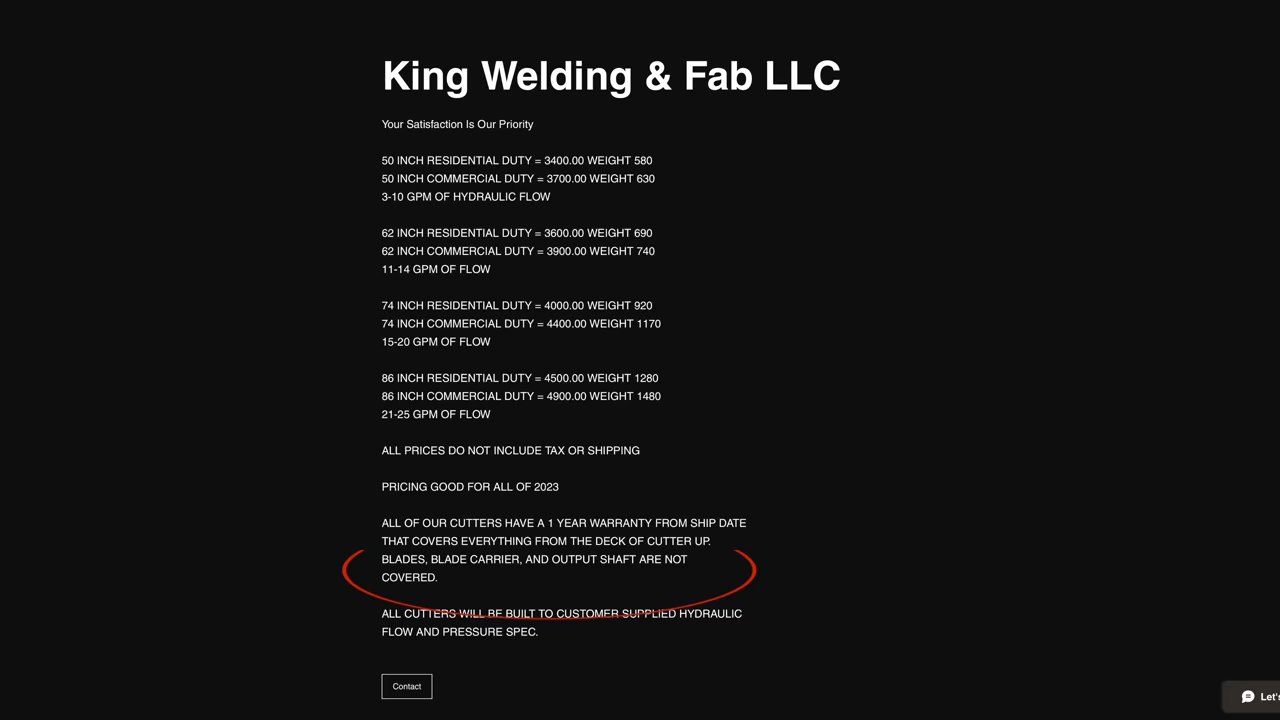 King Welding & Fab LLC
Your Satisfaction Is Our Priority
50 INCH RESIDENTIAL DUTY = 3400.00 WEIGHT 580
50 INCH COMMERCIAL DUTY = 3700.00 WEIGHT 630
3-10 GPM OF HYDRAULIC FLOW
62 INCH RESIDENTIAL DUTY = 3600.00 WEIGHT 690
62 INCH COMMERCIAL DUTY = 3900.00 WEIGHT 740
11-14 GPM OF FLOW
74 INCH RESIDENTIAL DUTY = 4000.00 WEIGHT 920
74 INCH COMMERCIAL DUTY = 4400.00 WEIGHT 1170
15-20 GPM OF FLOW
86 INCH RESIDENTIAL DUTY = 4500.00 WEIGHT 1280
86 INCH COMMERCIAL DUTY = 4900.00 WEIGHT 1480
21-25 GPM OF FLOW
ALL PRICES DO NOT INCLUDE TAX OR SHIPPING
PRICING GOOD FOR ALL OF 2023
ALL OF OUR CUTTERS HAVE A 1 YEAR WARRANTY FROM SHIP DATE
THAT COVERS EVERYTHING FROM THE DECK OF CUTTER UP.
BLADES, BLADE CARRIER, AND OUTPUT SHAFT ARE NOT
COVERED.
ALL CUTTERS WILL BE BUILT TO CUSTOMER SUPPLIED HYDRAULIC
FLOW AND PRESSURE SPEC.
Contact
Let's